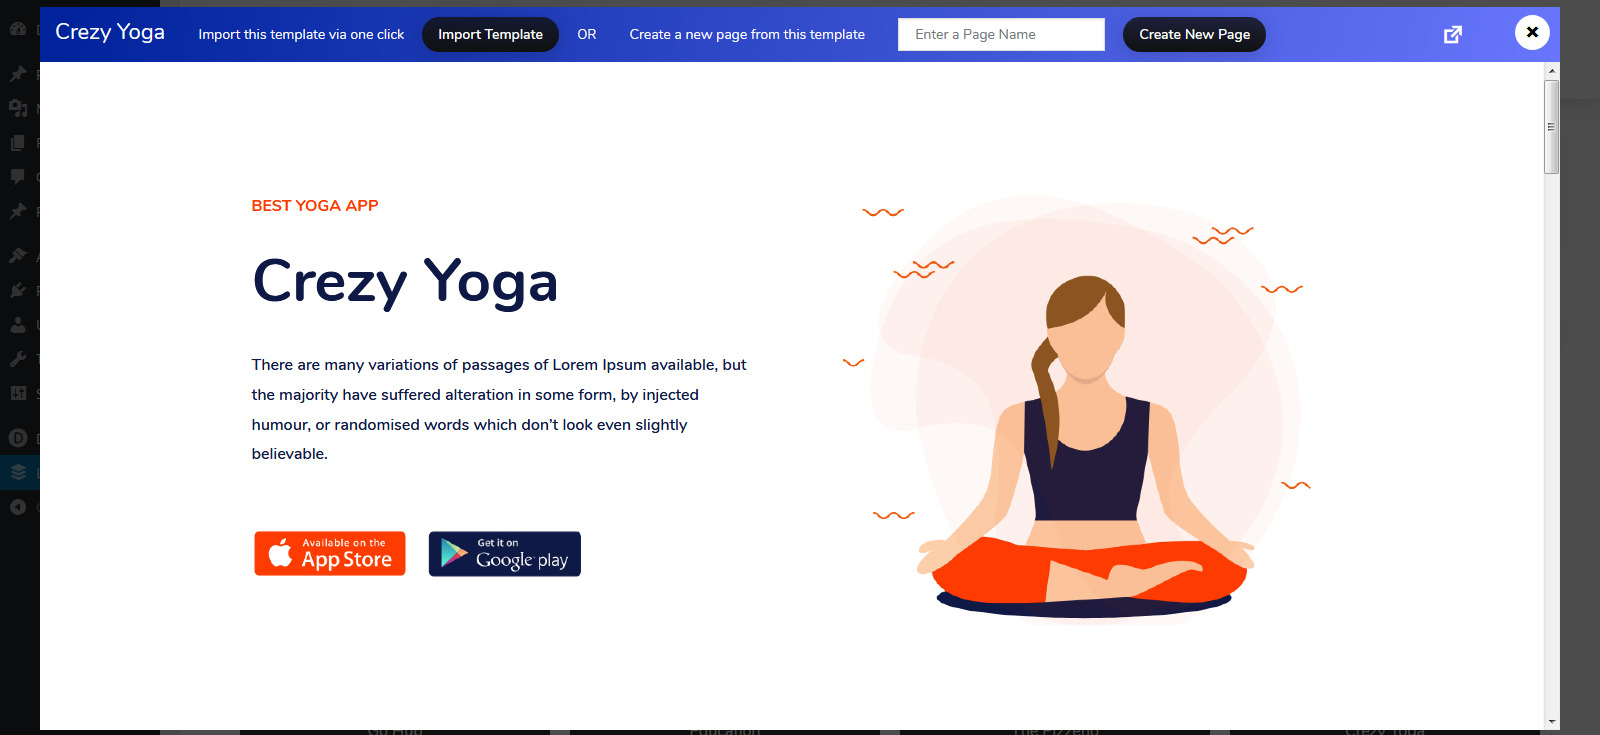 Crezy Yoga
Import this template via one click
Import Template
OR
Create a new page from this template
Enter a Page Name
Create New Page
BEST YOGA APP
Crezy Yoga
There are many variations of passages of Lorem Ipsum available, but
the majority have suffered alteration in some form, by injected
humour, or randomised words which don't look even slightly
believable.
Available on the
App Store
Get it on
Google play
Education
Crezy Yoga